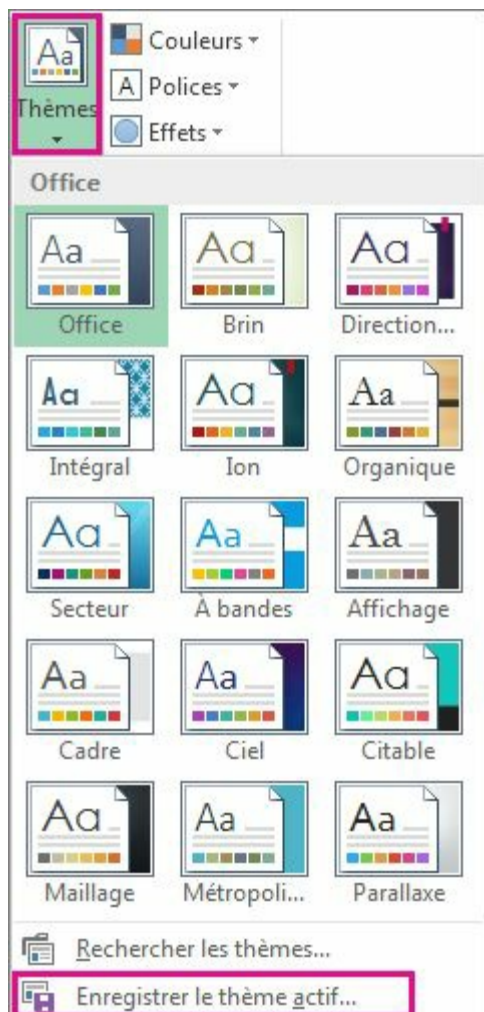 Aa
Thèmes
Couleurs
A Polices
Effets
Office
Aa Aa Aa
Office Brin Direction...
Aa Aa Aa
Intégral Ion Organique
Aa Aa Aa
Secteur À bandes Affichage
Aa Aa Aa
Cadre Ciel Citable
Aa Aa Aa
Maillage Métropoli... Parallaxe
Rechercher les thèmes...
Enregistrer le thème actif...